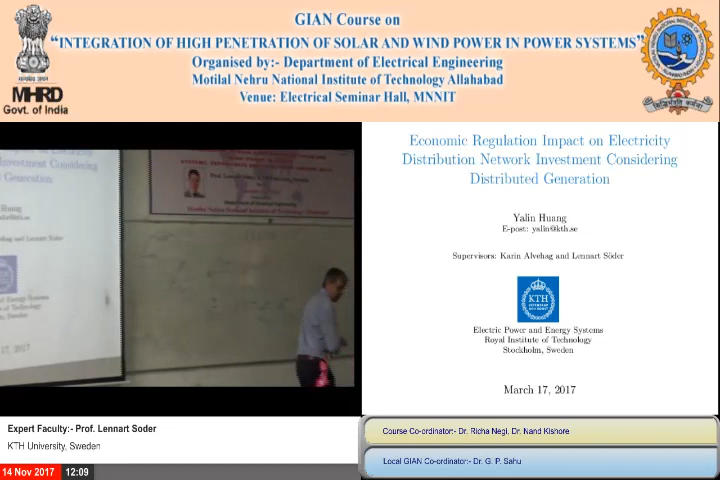 GIAN Course on
“INTEGRATION OF HIGH PENETRATION OF SOLAR AND WIND POWER IN POWER SYSTEMS”
Organised by:- Department of Electrical Engineering
Motilal Nehru National Institute of Technology Allahabad
Venue: Electrical Seminar Hall, MNNIT
सत्यमेव जयते
MHRD
Govt. of India
Economic Regulation Impact on Electricity
Distribution Network Investment Considering
Distributed Generation
Yalin Huang
E-post: yalin@kth.se
Supervisors: Karin Alvehag and Lennart Söder
KTH
Electric Power and Energy Systems
Royal Institute of Technology
Stockholm, Sweden
March 17, 2017
Expert Faculty:- Prof. Lennart Soder
KTH University, Sweden
14 Nov 2017 12:09
Course Co-ordinator:- Dr. Richa Negi, Dr. Nand Kishore
Local GIAN Co-ordinator:- Dr. G. P. Sahu